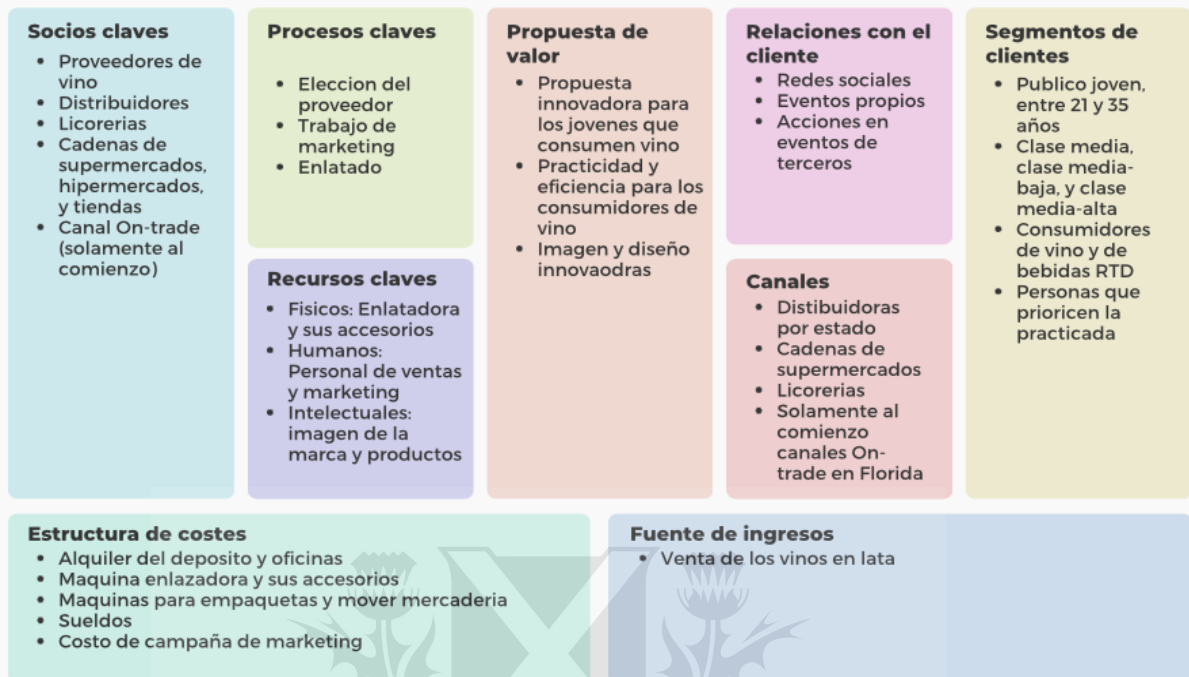 Socios claves
• Proveedores de
vino
• Distribuidores
• Licorerias
• Cadenas de
supermercados,
hipermercados,
y tiendas
• Canal On-trade
(solamente al
comienzo)
Procesos claves
• Eleccion del
proveedor
• Trabajo de
marketing
• Enlatado
Recursos claves
• Fisicos: Enlatadora
y sus accesorios
• Humanos:
Personal de ventas
y marketing
• Intelectuales:
imagen de la
marca y productos
Propuesta de
valor
• Propuesta
innovadora para
los jovenes que
consumen vino
• Practicidad y
eficiencia para los
consumidores de
vino
• Imagen y diseño
innovaodras
Relaciones con el
cliente
• Redes sociales
• Eventos propios
• Acciones en
eventos de
terceros
Canales
• Distibuidoras
por estado
• Cadenas de
supermercados
• Licorerias
• Solamente al
comienzo
canales On-
trade en Florida
Segmentos de
clientes
• Publico joven,
entre 21 y 35
años
• Clase media,
clase media-
baja, y clase
media-alta
• Consumidores
de vino y de
bebidas RTD
• Personas que
prioricen la
practicada
Estructura de costes
• Alquiler del deposito y oficinas
• Maquina enlazadora y sus accesorios
• Maquinas para empaquetas y mover mercaderia
• Sueldos
• Costo de campaña de marketing
Fuente de ingresos
• Venta de los vinos en lata